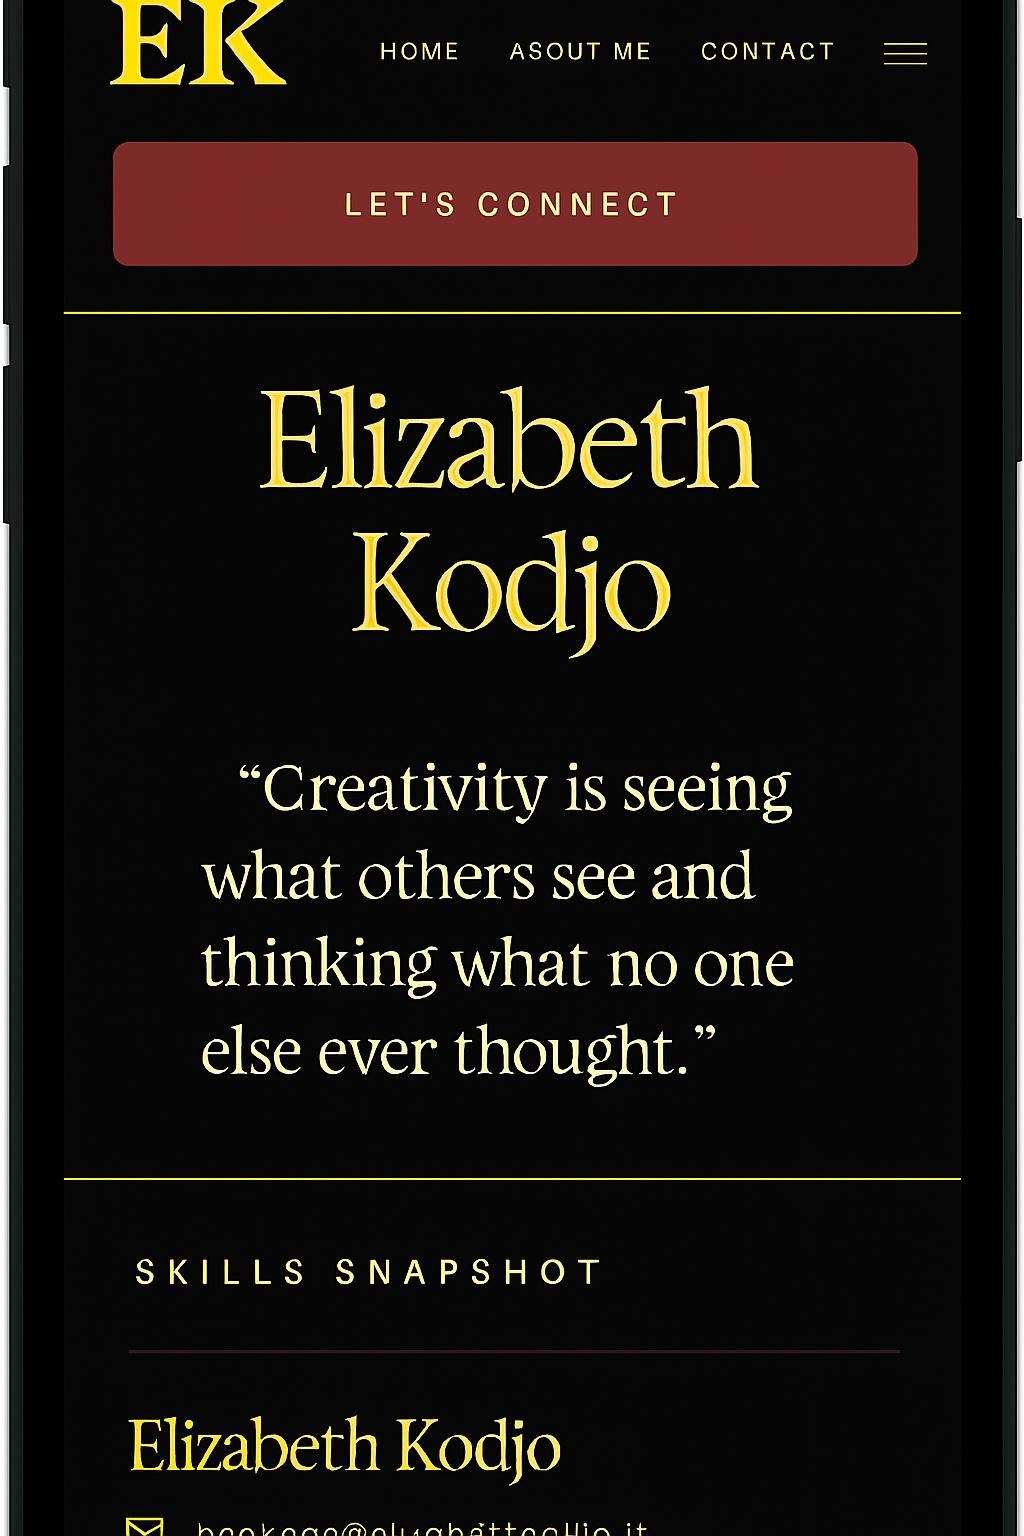 EK
HOME ASOUT ME CONTACT
LET'S CONNECT
Elizabeth
Kodjo
“Creativity is seeing
what others see and
thinking what no one
else ever thought.”
SKILLS SNAPSHOT
Elizabeth Kodjo